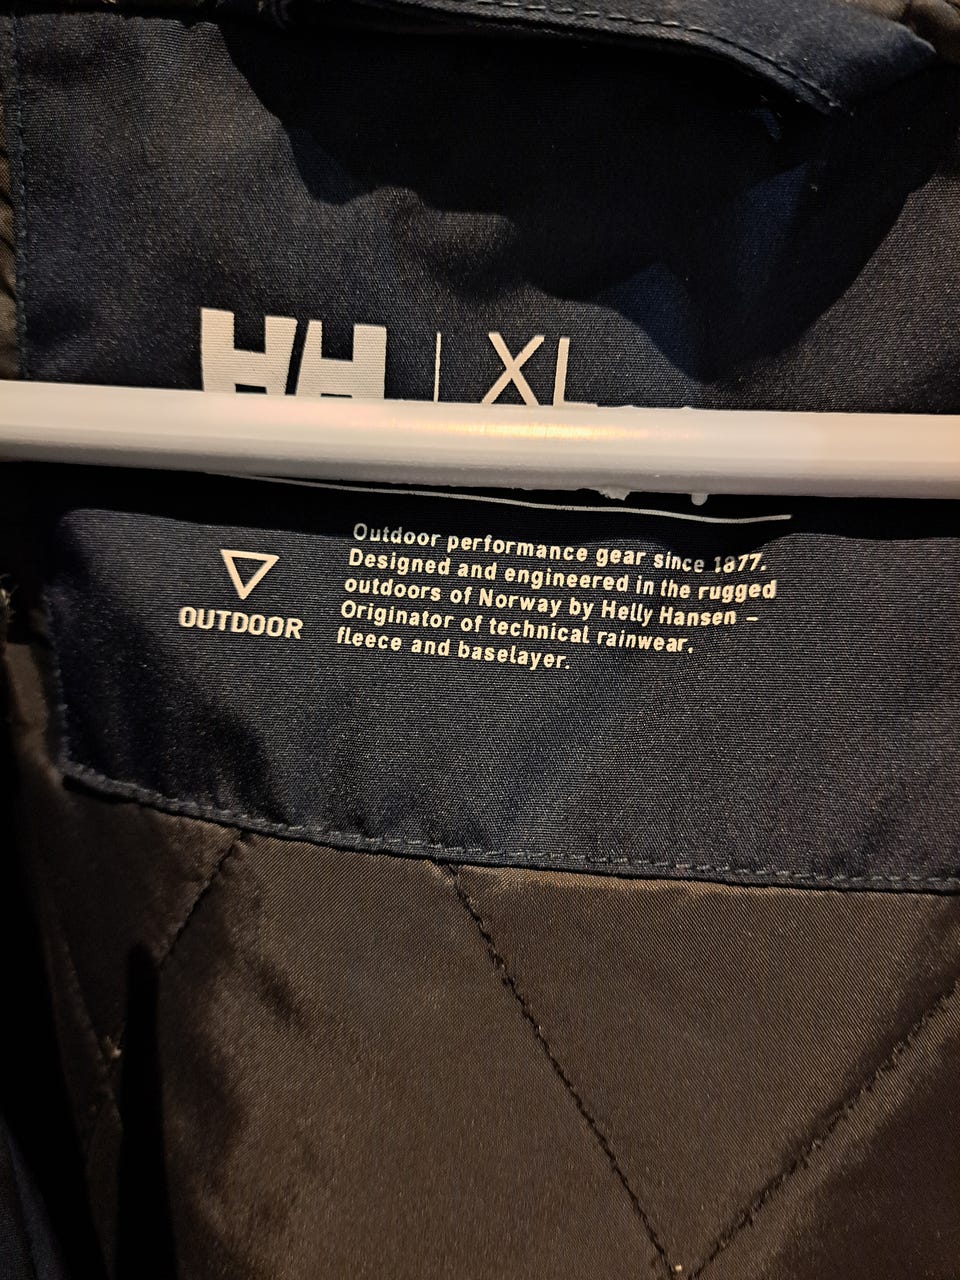 HH | XL
Outdoor performance gear since 1877.
Designed and engineered in the rugged
outdoors of Norway by Helly Hansen –
Originator of technical rainwear,
fleece and baselayer.
OUTDOOR